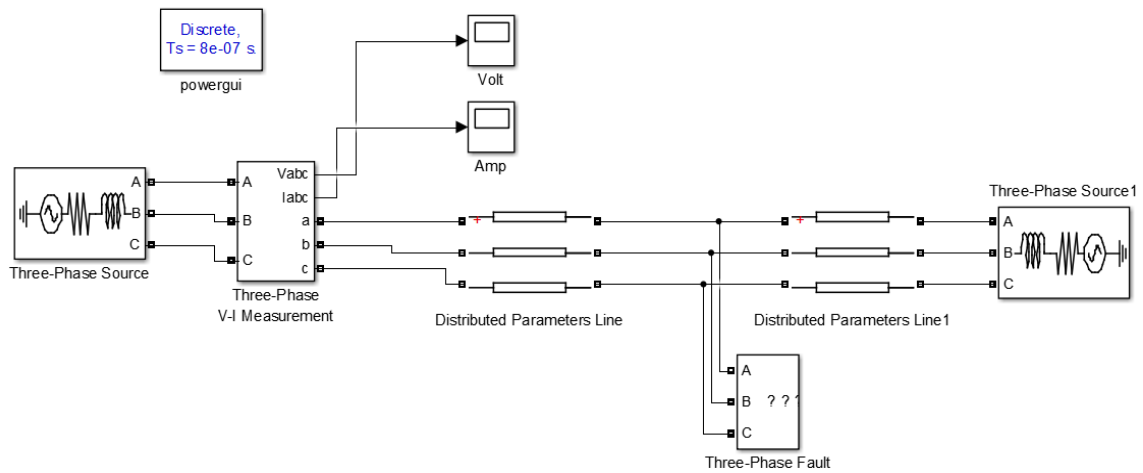 Discrete,
Ts = 8e-07 s.
powergui
Volt
Amp
A
B
C
Three-Phase Source
A
B
C
Vabc
Iabc
a
b
c
Three-Phase
V-I Measurement
+
Distributed Parameters Line
+
Distributed Parameters Line1
Three-Phase Source1
A
B
C
A
B
C
? ? ?
Three-Phase Fault